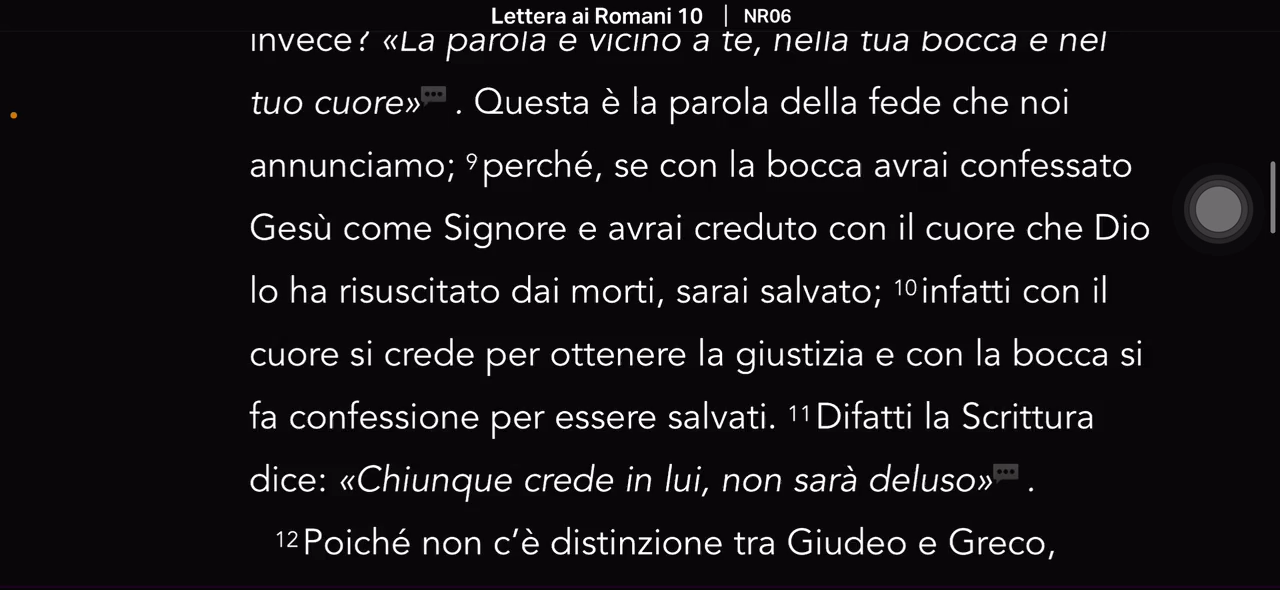 Lettera ai Romani 10 | NR06
invece? «La parola è vicino a te, nella tua bocca e nel
tuo cuore» . Questa è la parola della fede che noi
annunciamo; 9 perché, se con la bocca avrai confessato
Gesù come Signore e avrai creduto con il cuore che Dio
lo ha risuscitato dai morti, sarai salvato; 10 infatti con il
cuore si crede per ottenere la giustizia e con la bocca si
fa confessione per essere salvati. 11 Difatti la Scrittura
dice: «Chiunque crede in lui, non sarà deluso» .
12 Poiché non c’è distinzione tra Giudeo e Greco,